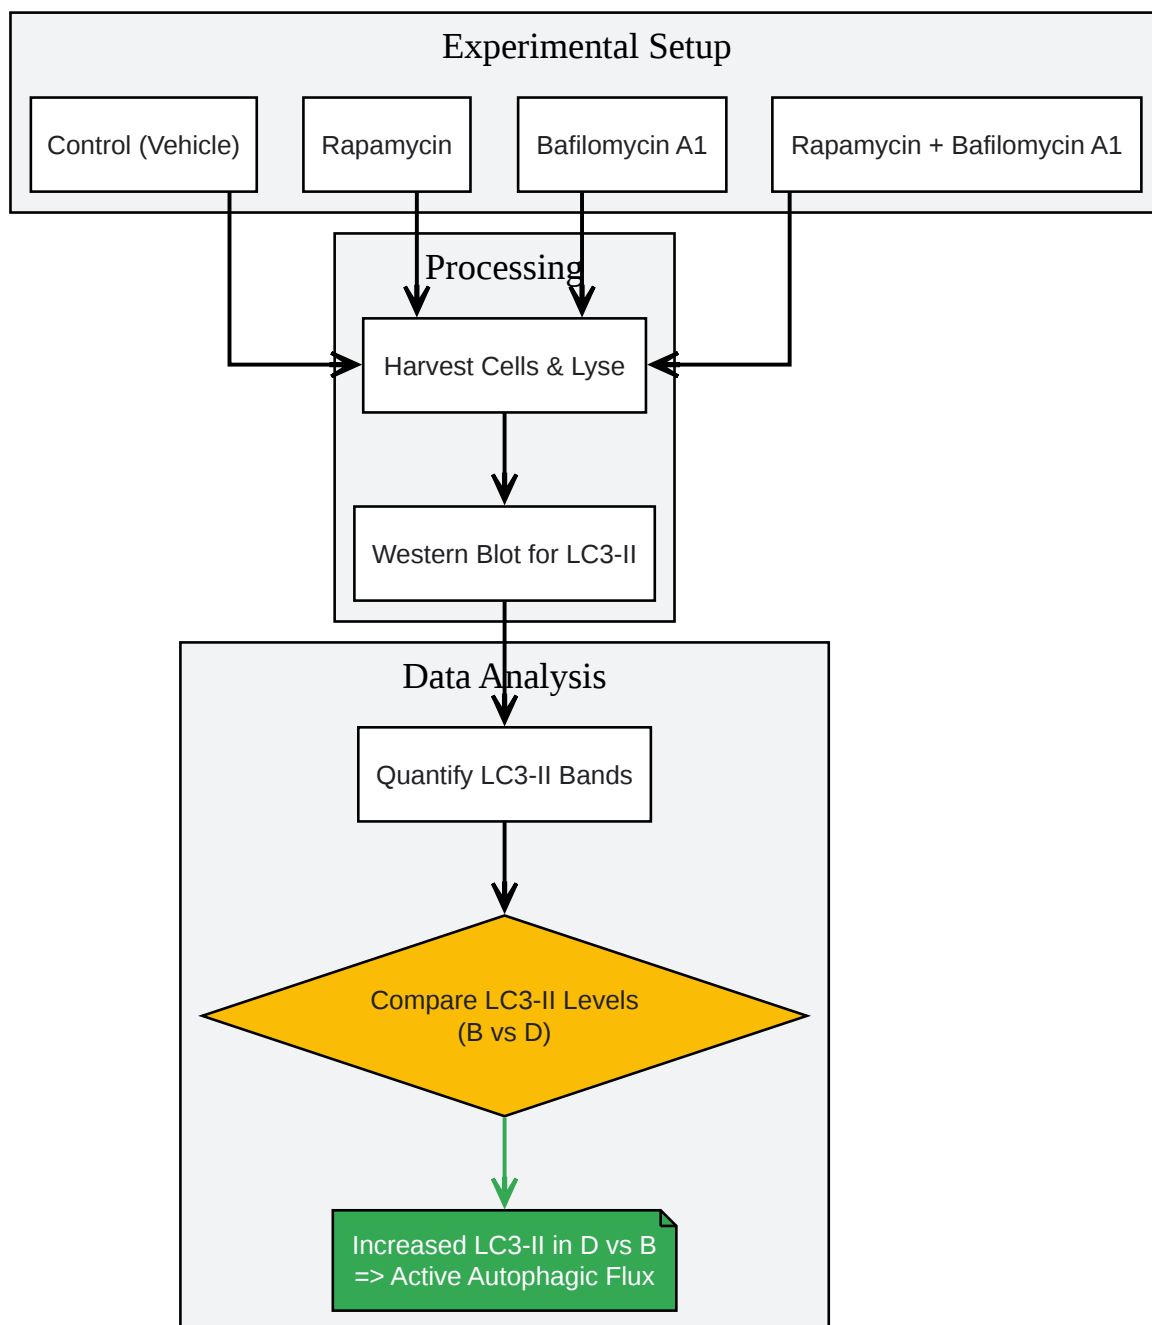 Experimental Setup
Control (Vehicle)
Rapamycin
Bafilomycin A1
Rapamycin + Bafilomycin A1
Processing
Harvest Cells & Lyse
Western Blot for LC3-II
Data Analysis
Quantify LC3-II Bands
Compare LC3-II Levels
(B vs D)
Increased LC3-II in D vs B
=> Active Autophagic Flux